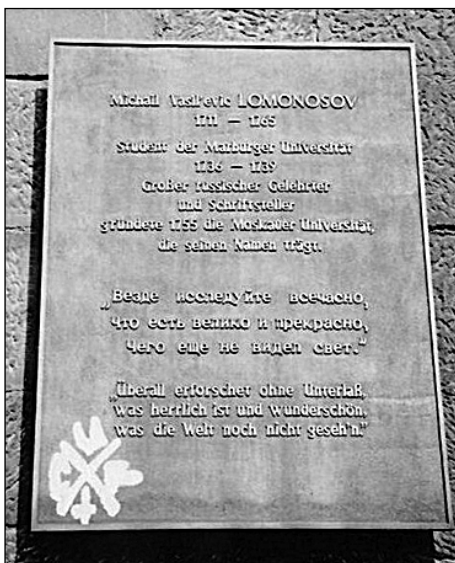 Michail Vasil'evic LOMONOSOV
1711 — 1765
Student der Marburger Universität
1736 — 1739
Großer russischer Gelehrter
und Schriftsteller
gründete 1755 die Moskauer Universität,
die seinen Namen trägt.
„Везде исследуйте всечасно,
Что есть велико и прекрасно,
Чего еще не видел свет.“
„Überall erforschet ohne Unterlaß,
was herrlich ist und wunderschön,
was die Welt noch nicht geseh'n.“